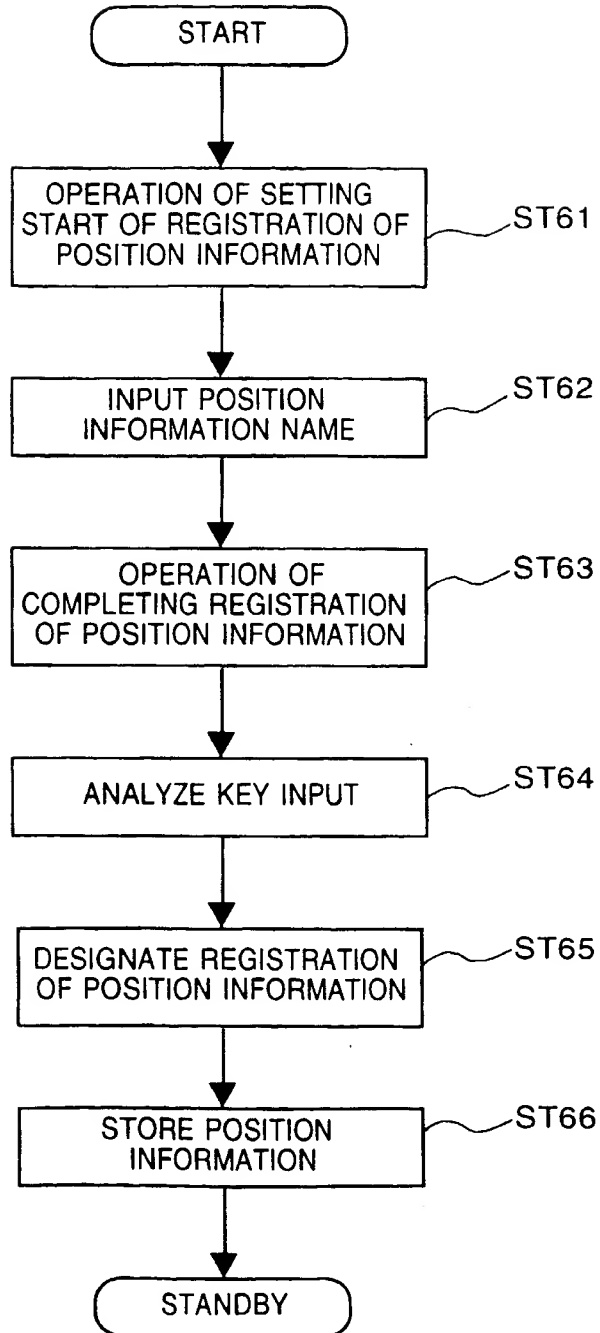 START
OPERATION OF SETTING
START OF REGISTRATION OF
POSITION INFORMATION
ST61
INPUT POSITION
INFORMATION NAME
ST62
OPERATION OF
COMPLETING REGISTRATION
OF POSITION INFORMATION
ST63
ANALYZE KEY INPUT
ST64
DESIGNATE REGISTRATION
OF POSITION INFORMATION
ST65
STORE POSITION
INFORMATION
ST66
STANDBY